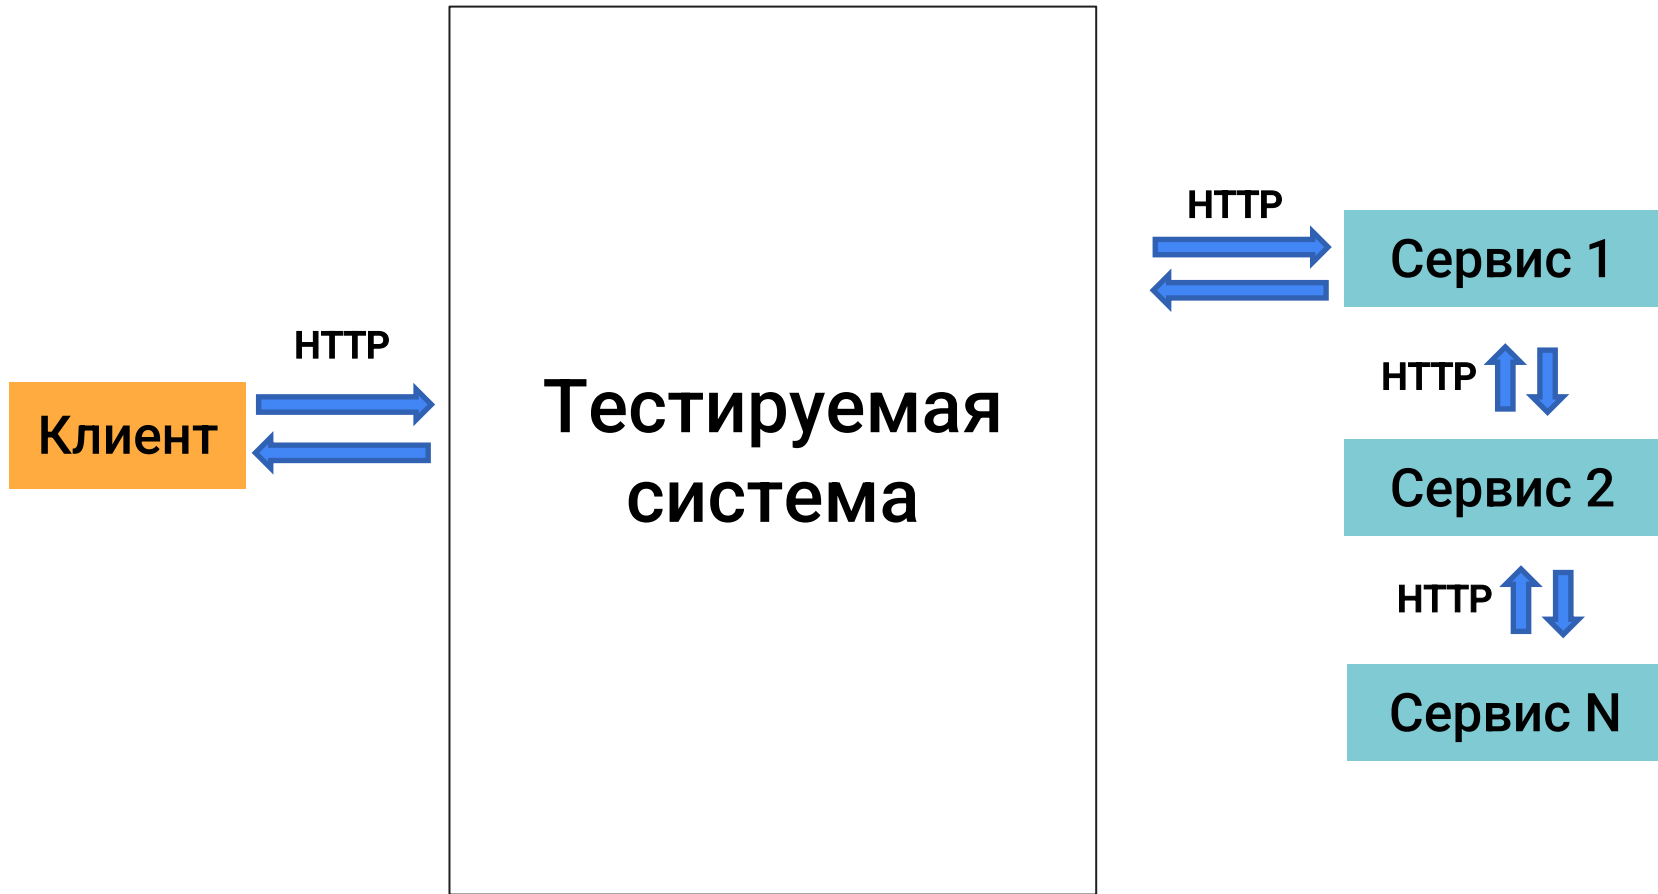 HTTP
Клиент
Тестируемая
система
HTTP
Сервис 1
HTTP
Сервис 2
HTTP
Сервис N